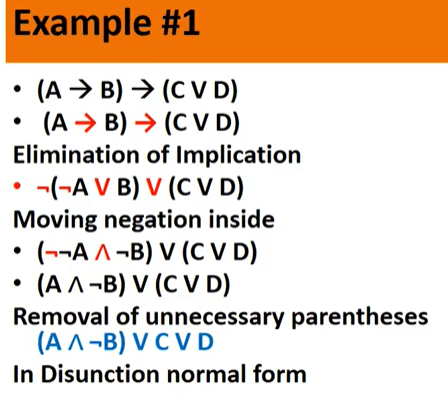 Example #1
• (A → B) → (C V D)
• (A → B) → (C V D)
Elimination of Implication
• ¬(¬A V B) V (C V D)
Moving negation inside
• (¬¬A ∧ ¬B) V (C V D)
• (A ∧ ¬B) V (C V D)
Removal of unnecessary parentheses
(A ∧ ¬B) V C V D
In Disunction normal form